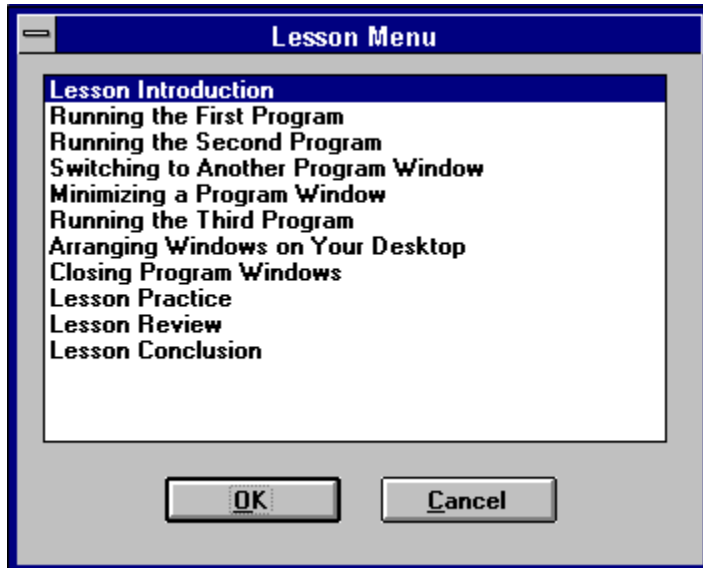 Lesson Menu
Lesson Introduction
Running the First Program
Running the Second Program
Switching to Another Program Window
Minimizing a Program Window
Running the Third Program
Arranging Windows on Your Desktop
Closing Program Windows
Lesson Practice
Lesson Review
Lesson Conclusion
OK Cancel